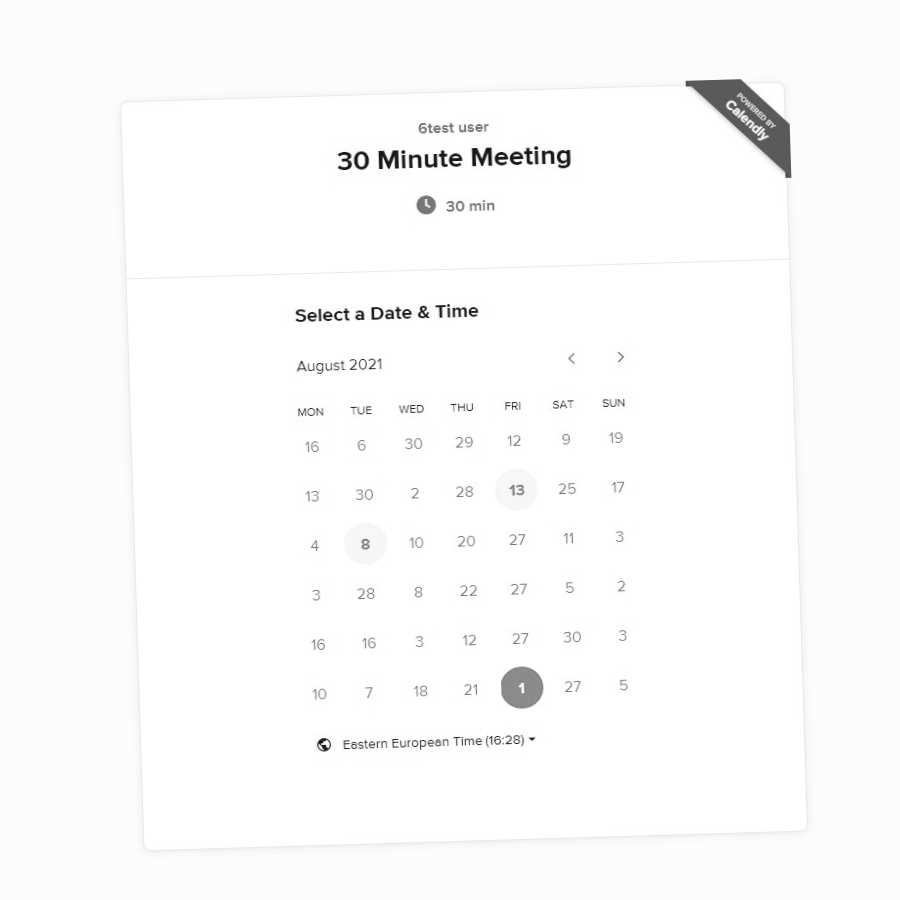 POWERED BY
Calendly
6test user
30 Minute Meeting
30 min
Select a Date & Time
August 2021
MON TUE WED THU FRI SAT SUN
16 6 30 29 12 9 19
13 30 2 28 13 25 17
4 8 10 20 27 11 3
3 28 8 22 27 5 2
16 16 3 12 27 30 3
10 7 18 21 1 27 5
Eastern European Time (16:28)